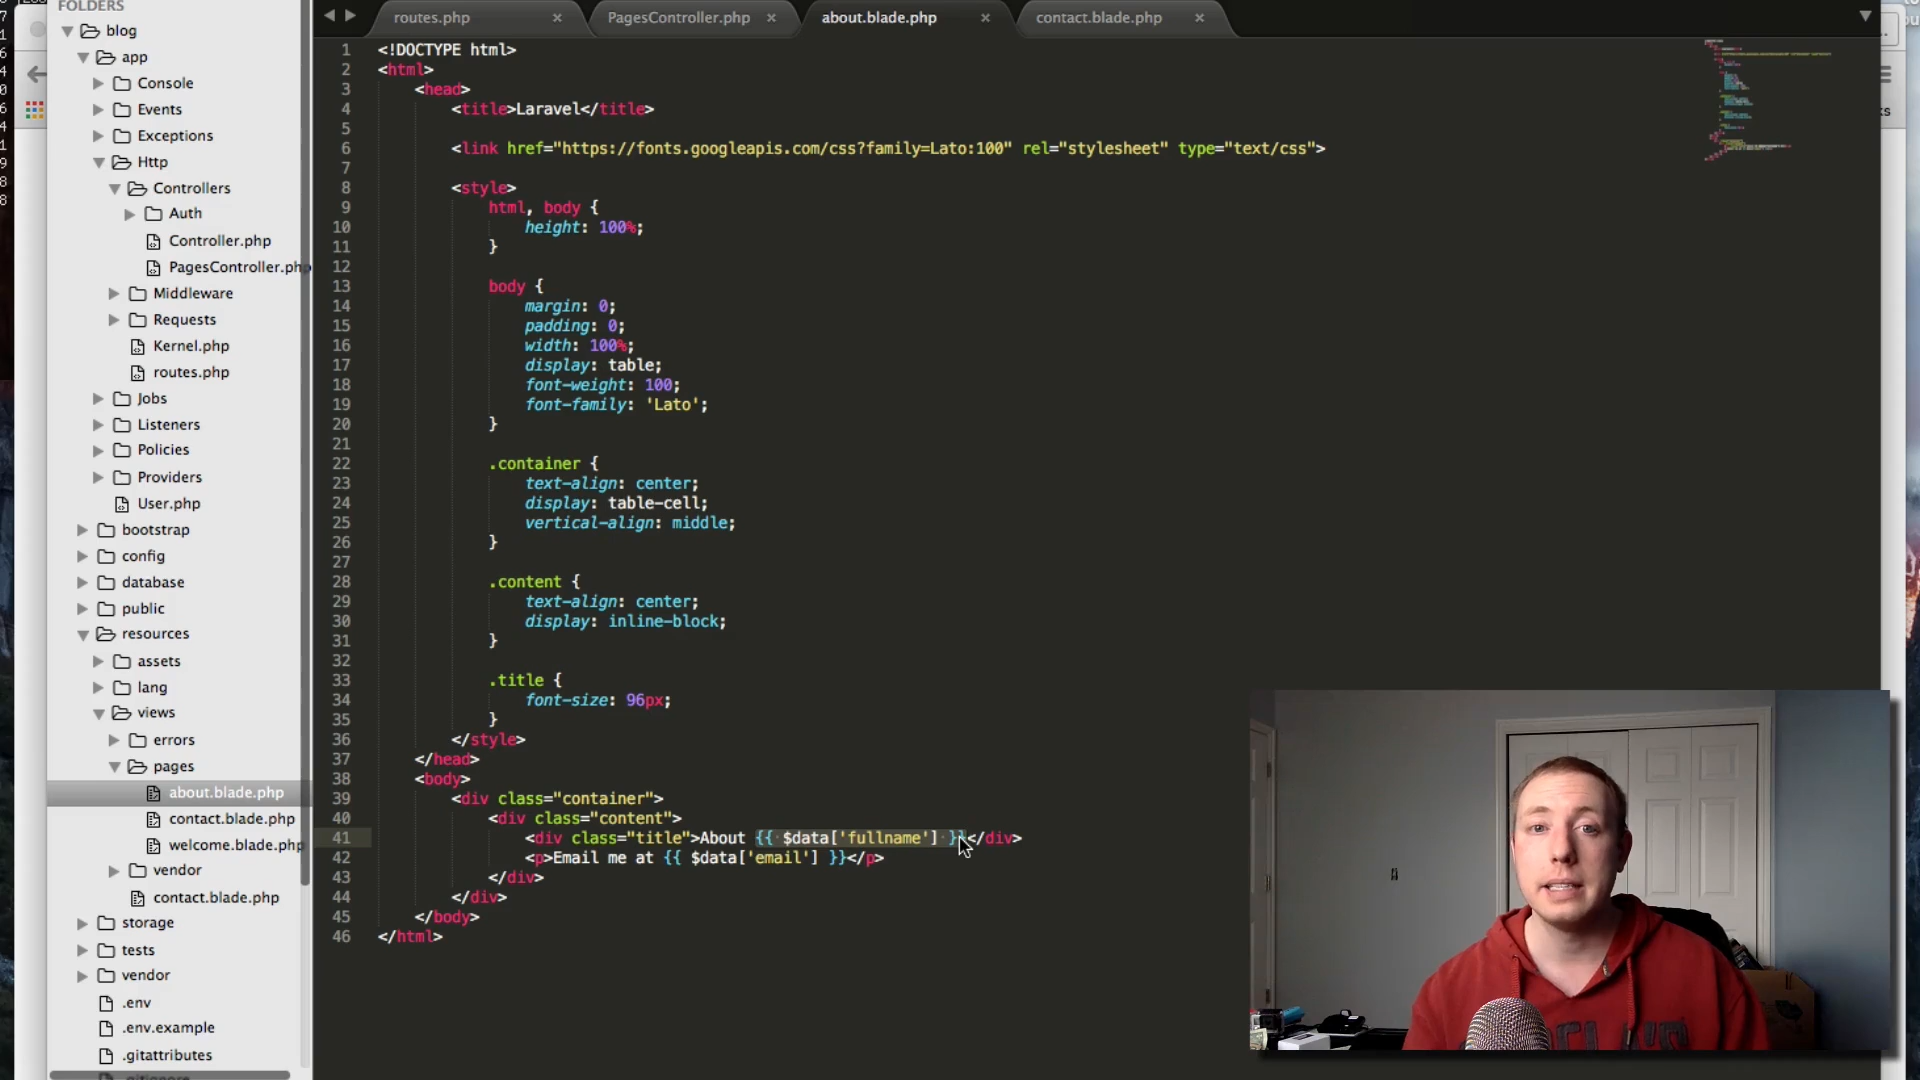 FOLDERS
blog
app
Console
Events
Exceptions
Http
Controllers
Auth
Controller.php
PagesController.php
Middleware
Requests
Kernel.php
routes.php
Jobs
Listeners
Policies
Providers
User.php
bootstrap
config
database
public
resources
assets
lang
views
errors
pages
about.blade.php
contact.blade.php
welcome.blade.php
vendor
contact.blade.php
storage
tests
vendor
.env
.env.example
.gitattributes
routes.php
PagesController.php
about.blade.php
contact.blade.php
1 <!DOCTYPE html>
2 <html>
3 <head>
4 <title>Laravel</title>
5
6 <link href="https://fonts.googleapis.com/css?family=Lato:100" rel="stylesheet" type="text/css">
7
8 <style>
9 html, body {
10 height: 100%;
11 }
12
13 body {
14 margin: 0;
15 padding: 0;
16 width: 100%;
17 display: table;
18 font-weight: 100;
19 font-family: 'Lato';
20 }
21
22 .container {
23 text-align: center;
24 display: table-cell;
25 vertical-align: middle;
26 }
27
28 .content {
29 text-align: center;
30 display: inline-block;
31 }
32
33 .title {
34 font-size: 96px;
35 }
36 </style>
37 </head>
38 <body>
39 <div class="container">
40 <div class="content">
41 <div class="title">About {{ $data['fullname'] }}</div>
42 <p>Email me at {{ $data['email'] }}</p>
43 </div>
44 </div>
45 </body>
46 </html>